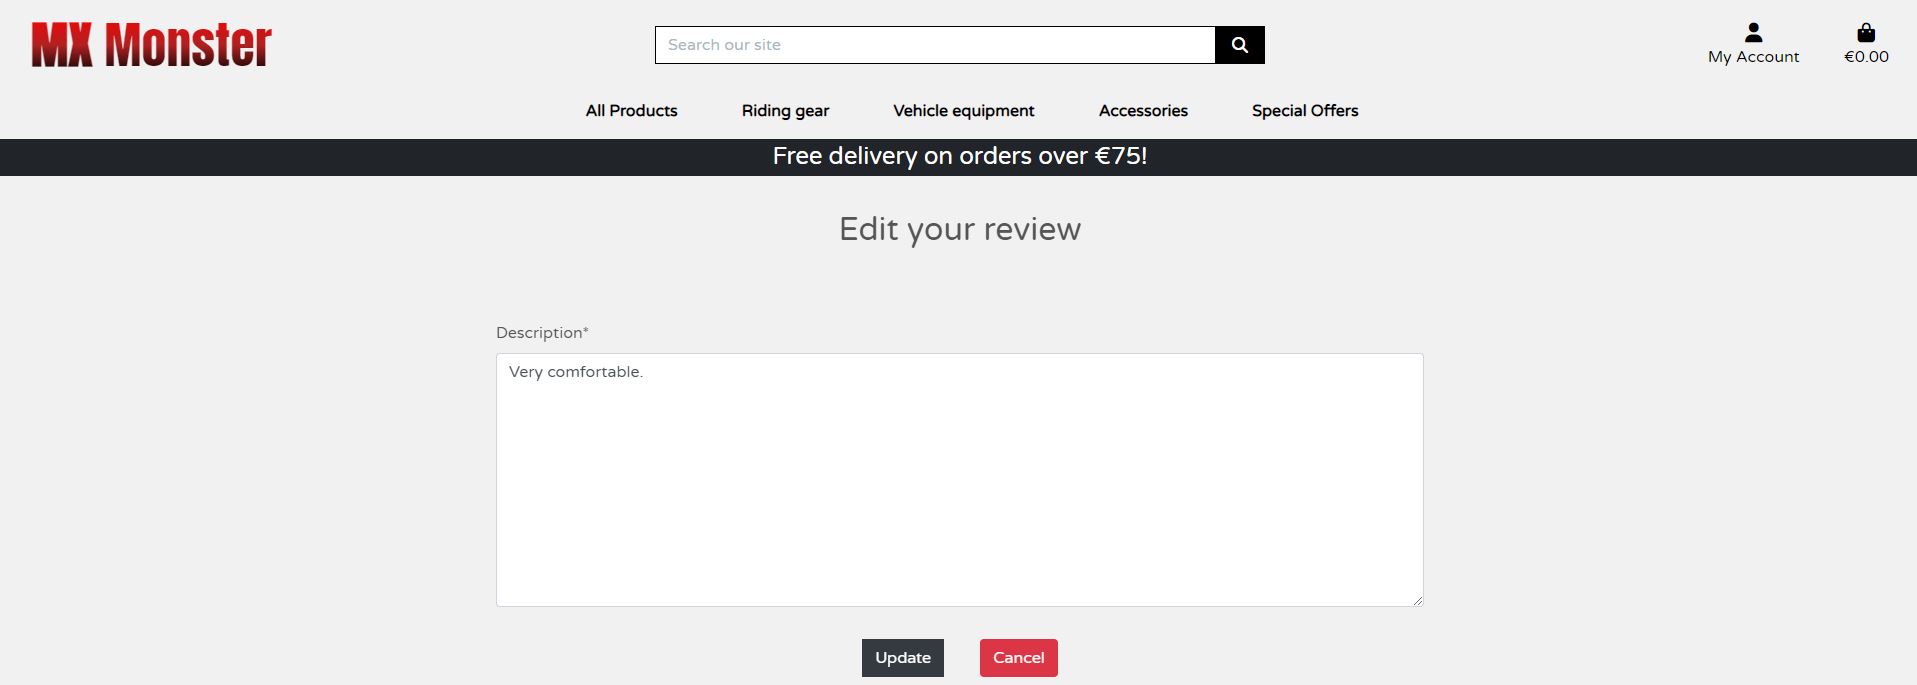 MX Monster
Search our site
My Account
€0.00
All Products Riding gear Vehicle equipment Accessories Special Offers
Free delivery on orders over €75!
Edit your review
Description*
Very comfortable.
Update Cancel